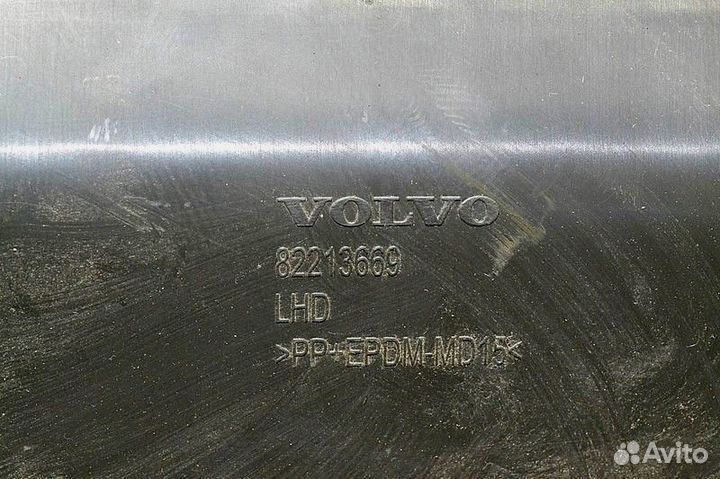 VOLVO
82213669
LHD
>PP+EPDM-MD15<
Avito